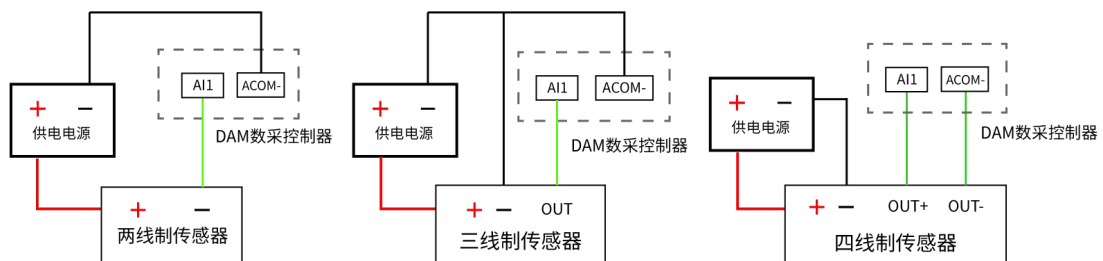 AI1 ACOM-
+ −
供电电源
DAM数采控制器
+ −
两线制传感器
AI1 ACOM-
+ −
供电电源
DAM数采控制器
+ − OUT
三线制传感器
AI1 ACOM-
+ −
供电电源
DAM数采控制器
+ − OUT+ OUT-
四线制传感器